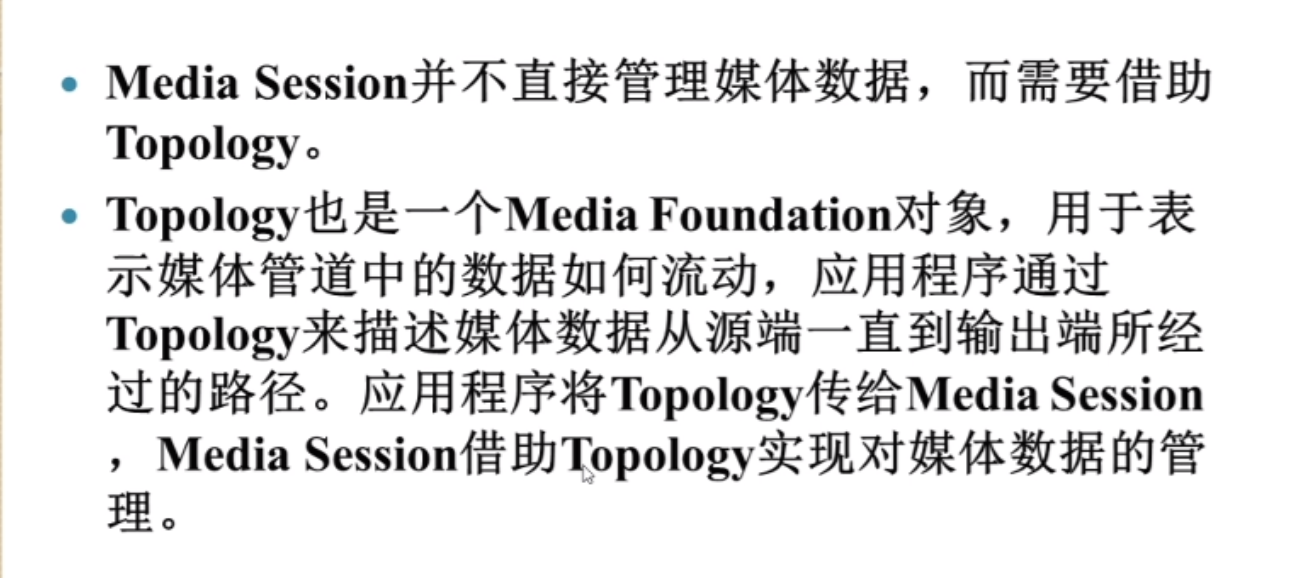 • Media Session并不直接管理媒体数据，而需要借助
Topology。
• Topology也是一个Media Foundation对象，用于表
示媒体管道中的数据如何流动，应用程序通过
Topology来描述媒体数据从源端一直到输出端所经
过的路径。应用程序将Topology传给Media Session
，Media Session借助Topology实现对媒体数据的管
理。